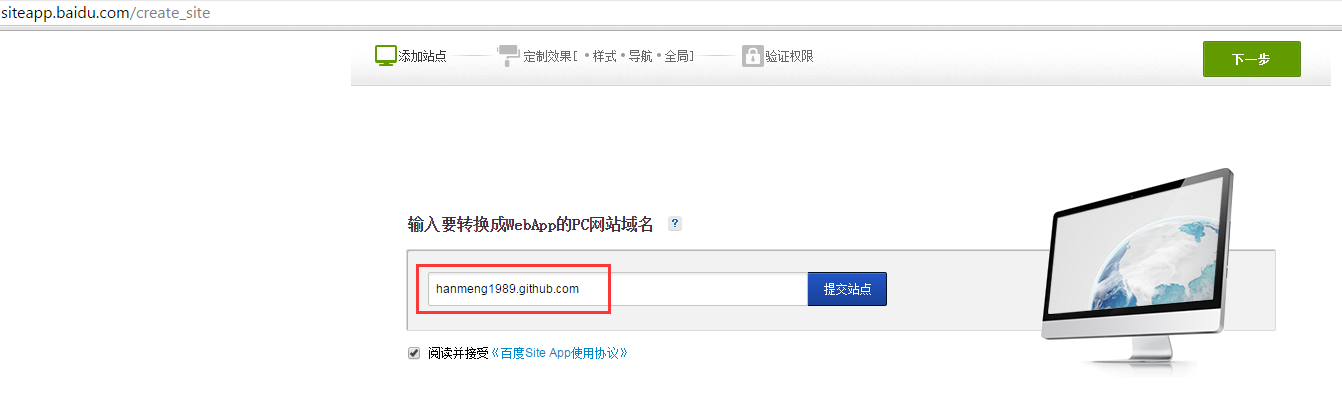 siteapp.baidu.com/create_site
添加站点 定制效果[ •样式•导航•全局] 验证权限 下一步
输入要转换成WebApp的PC网站域名 ?
hanmeng1989.github.com 提交站点
阅读并接受《百度Site App使用协议》